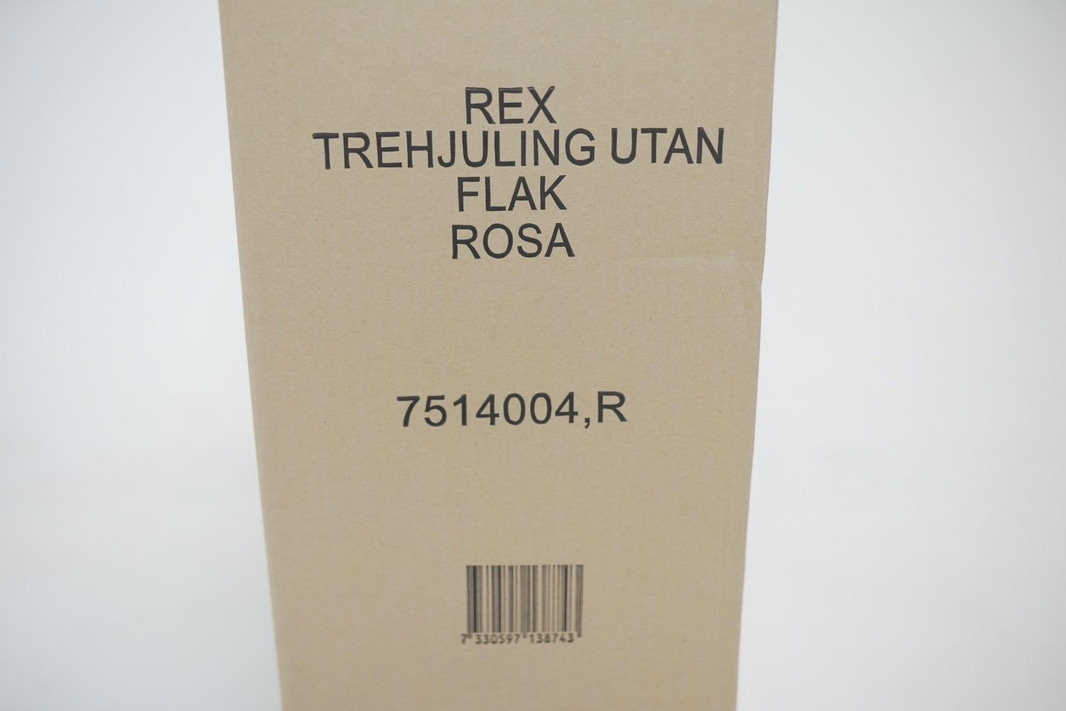 REX
TREHJULING UTAN
FLAK
ROSA
7514004,R
7 330597 138743